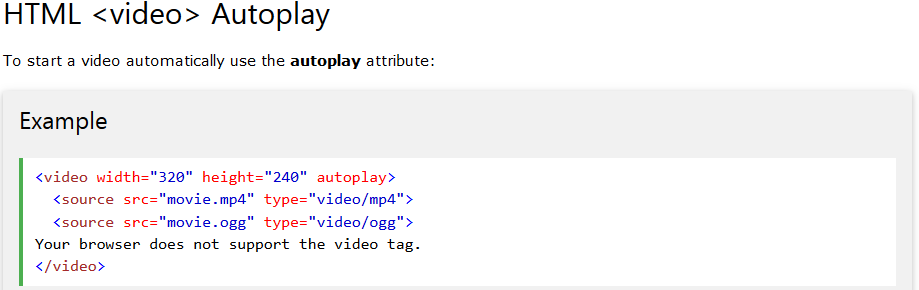 HTML <video> Autoplay
To start a video automatically use the autoplay attribute:
Example
<video width="320" height="240" autoplay>
  <source src="movie.mp4" type="video/mp4">
  <source src="movie.ogg" type="video/ogg">
Your browser does not support the video tag.
</video>